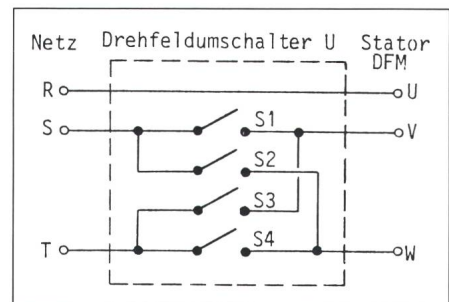 Netz Drehfeldumschalter U Stator
DFM
R U
S S1 V
S2
S3
S4
T W